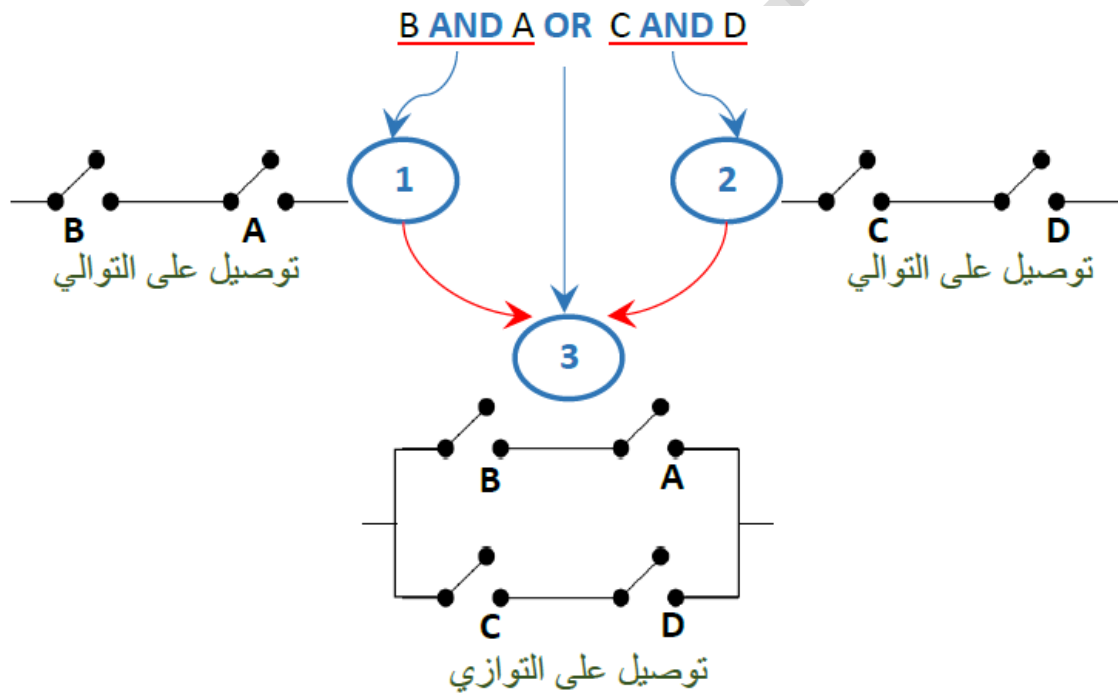 B AND A OR C AND D
1
2
B A
C D
توصيل على التوالي
توصيل على التوالي
3
B A
C D
توصيل على التوازي